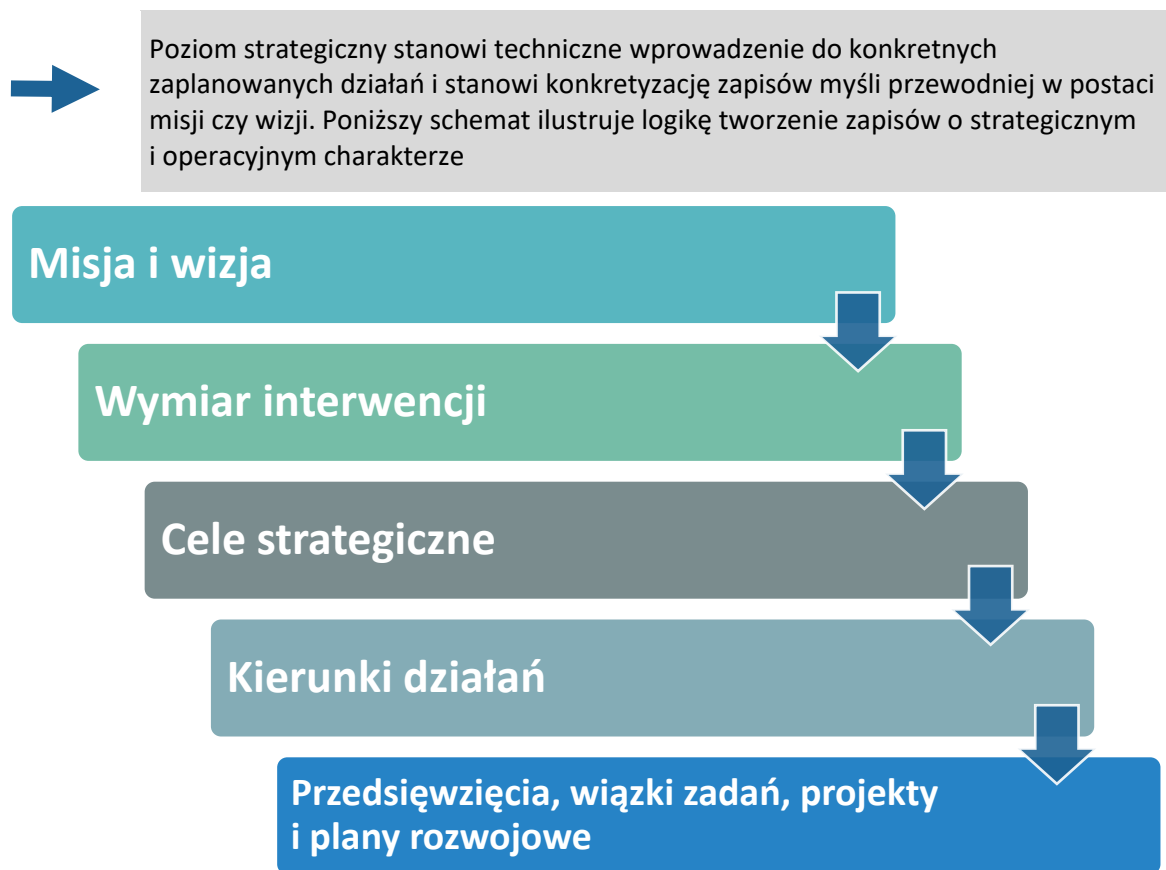 Poziom strategiczny stanowi techniczne wprowadzenie do konkretnych
zaplanowanych działań i stanowi konkretyzację zapisów myśli przewodniej w postaci
misji czy wizji. Poniższy schemat ilustruje logikę tworzenie zapisów o strategicznym
i operacyjnym charakterze
Misja i wizja
Wymiar interwencji
Cele strategiczne
Kierunki działań
Przedsięwzięcia, wiązki zadań, projekty
i plany rozwojowe